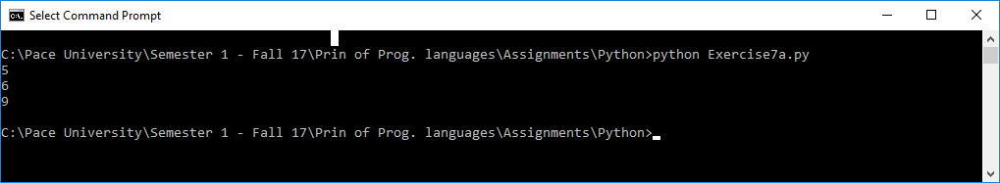 Select Command Prompt
C:\Pace University\Semester 1 - Fall 17\Prin of Prog. languages\Assignments\Python>python Exercise7a.py
5
6
9
C:\Pace University\Semester 1 - Fall 17\Prin of Prog. languages\Assignments\Python>